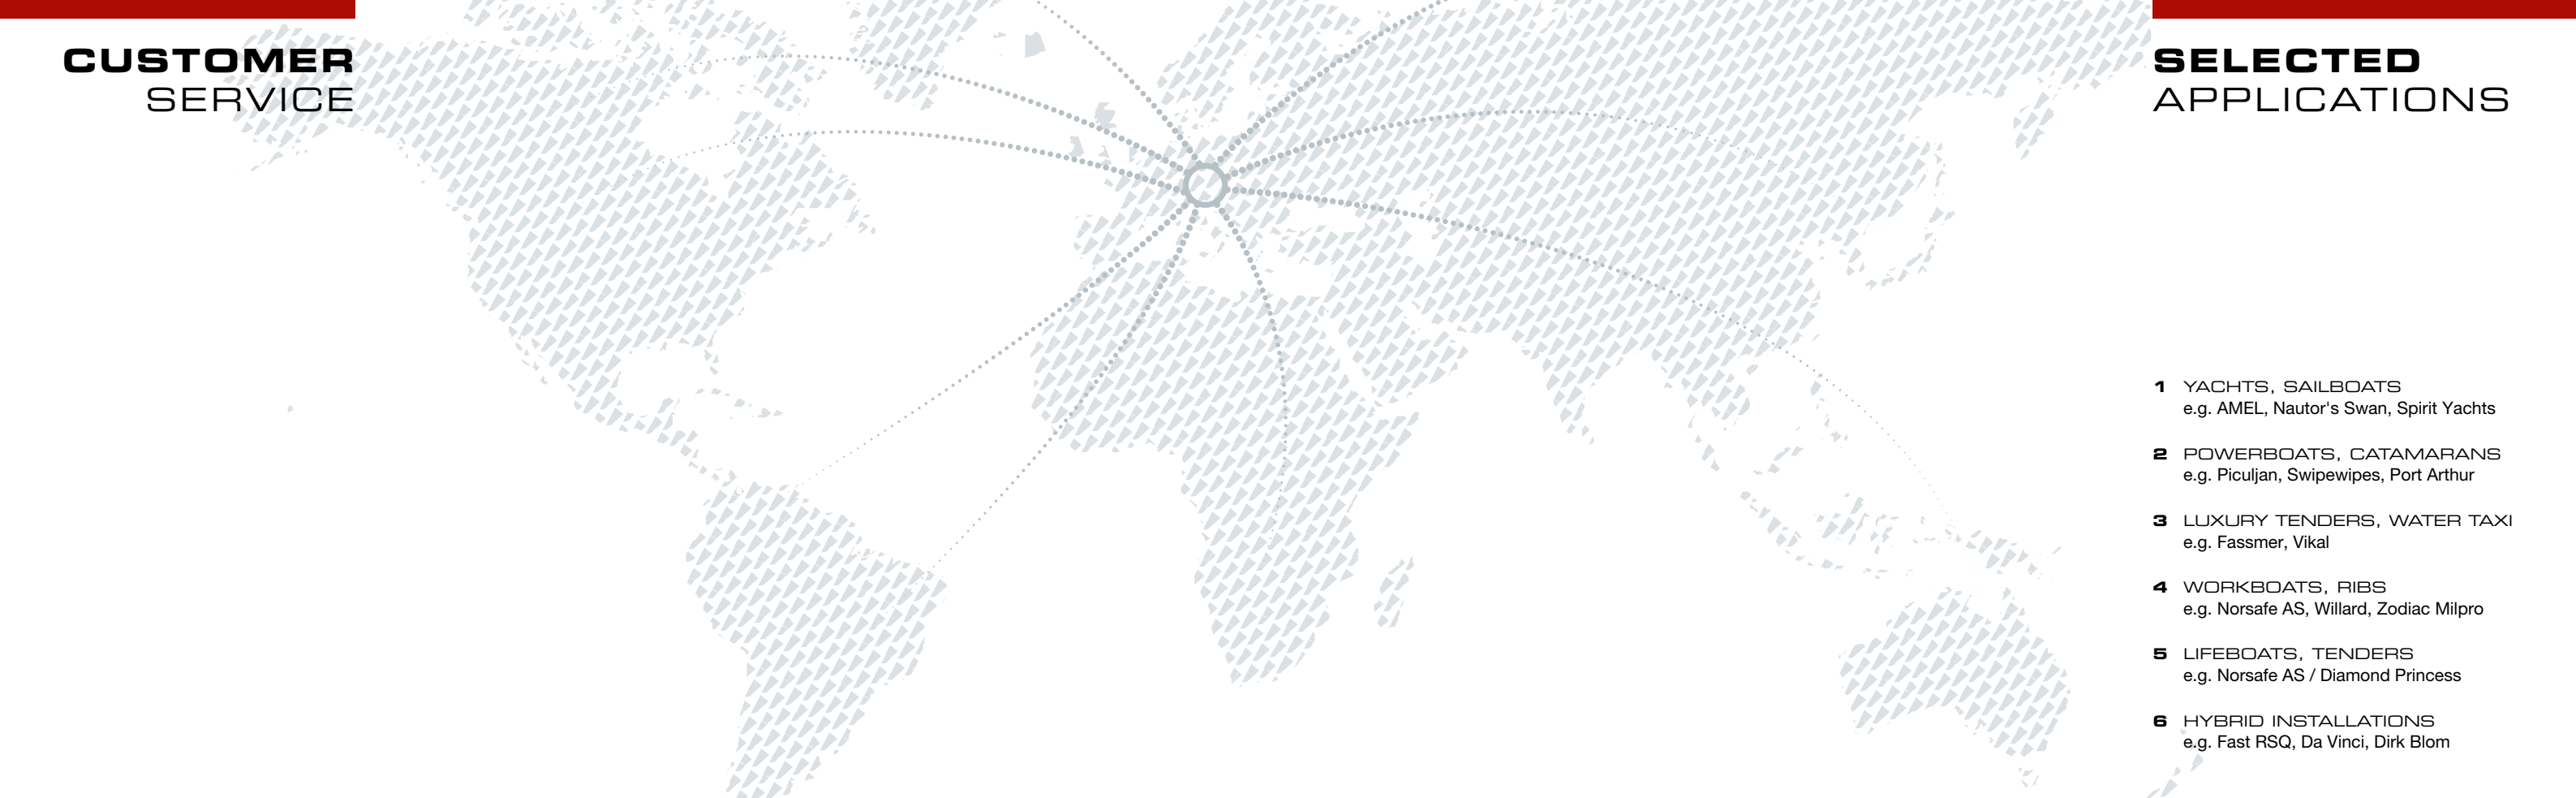 CUSTOMER
SERVICE
SELECTED
APPLICATIONS
1 YACHTS, SAILBOATS
e.g. AMEL, Nautor's Swan, Spirit Yachts
2 POWERBOATS, CATAMARANS
e.g. Piculjan, Swipewipes, Port Arthur
3 LUXURY TENDERS, WATER TAXI
e.g. Fassmer, Vikal
4 WORKBOATS, RIBS
e.g. Norsafe AS, Willard, Zodiac Milpro
5 LIFEBOATS, TENDERS
e.g. Norsafe AS / Diamond Princess
6 HYBRID INSTALLATIONS
e.g. Fast RSQ, Da Vinci, Dirk Blom